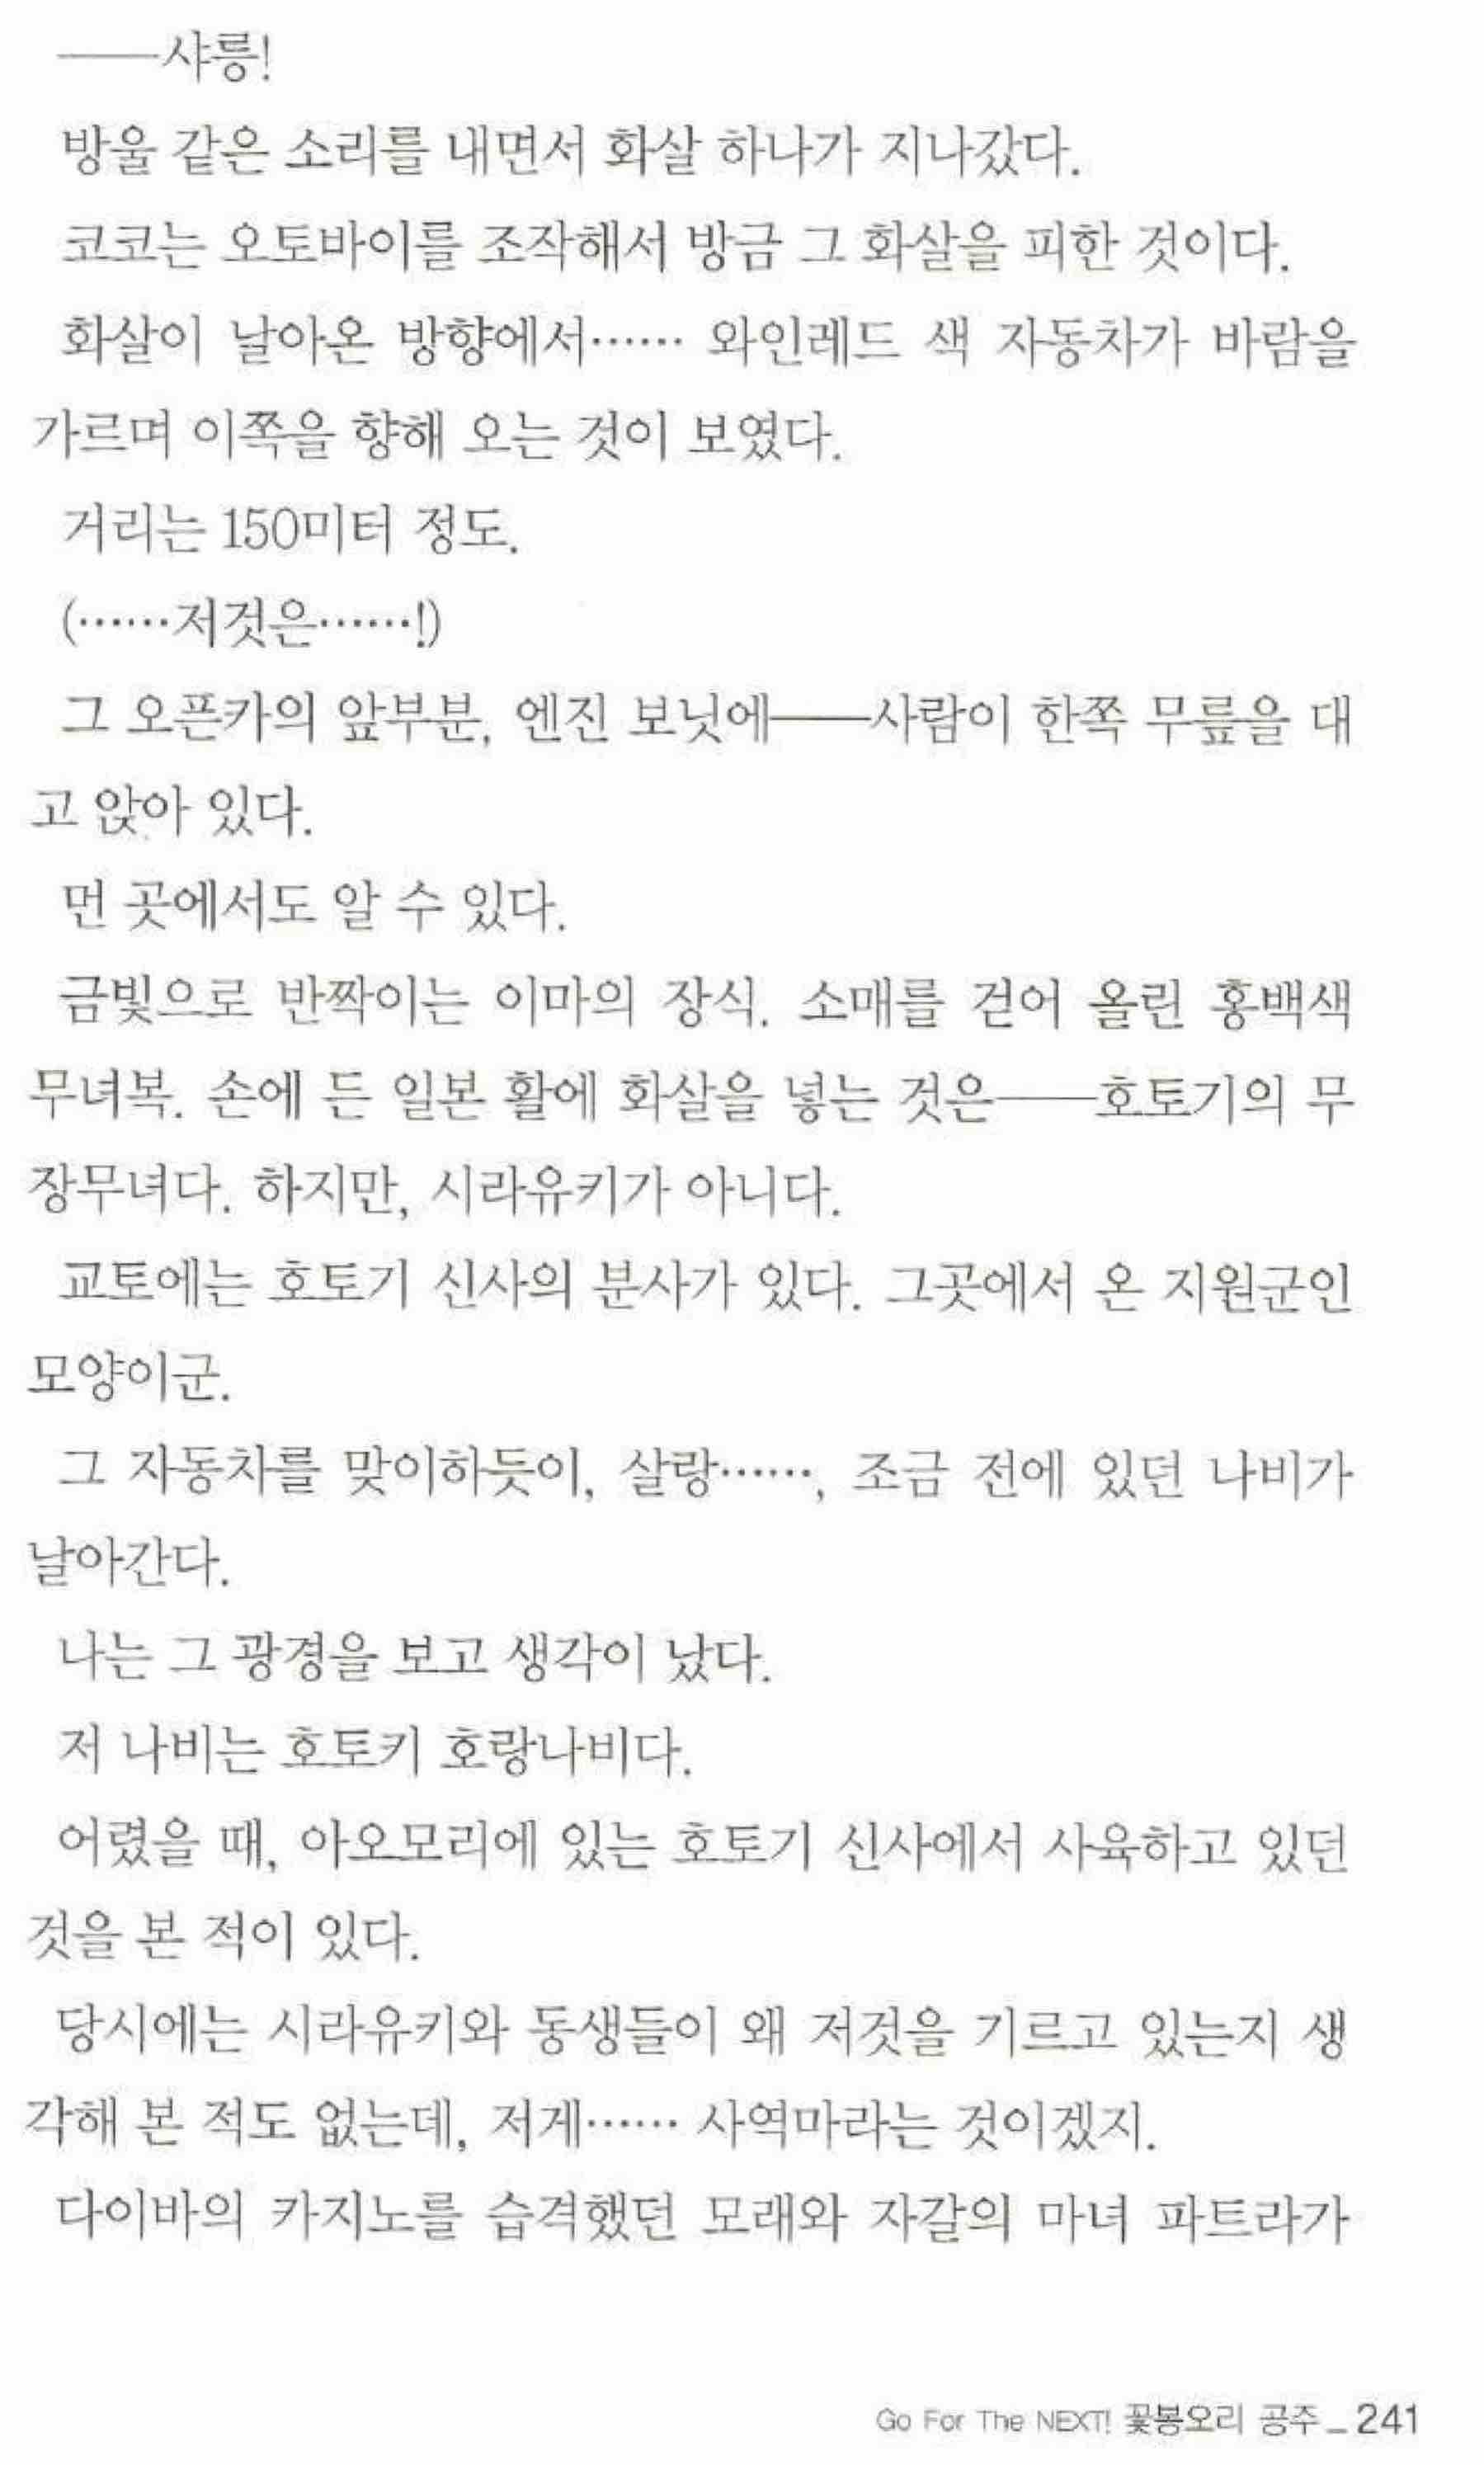 ──샤릉!
방울 같은 소리를 내면서 화살 하나가 지나갔다.
코코는 오토바이를 조작해서 방금 그 화살을 피한 것이다.
화살이 날아온 방향에서…… 와인레드 색 자동차가 바람을
가르며 이쪽을 향해 오는 것이 보였다.
거리는 150미터 정도.
(……저것은……!)
그 오픈카의 앞부분, 엔진 보닛에──사람이 한쪽 무릎을 대
고 앉아 있다.
먼 곳에서도 알 수 있다.
금빛으로 반짝이는 이마의 장식. 소매를 걷어 올린 홍백색
무녀복. 손에 든 일본 활에 화살을 넣는 것은──호토기의 무
장무녀다. 하지만, 시라유키가 아니다.
교토에는 호토기 신사의 분사가 있다. 그곳에서 온 지원군인
모양이군.
그 자동차를 맞이하듯이, 살랑……, 조금 전에 있던 나비가
날아간다.
나는 그 광경을 보고 생각이 났다.
저 나비는 호토키 호랑나비다.
어렸을 때, 아오모리에 있는 호토기 신사에서 사육하고 있던
것을 본 적이 있다.
당시에는 시라유키와 동생들이 왜 저것을 기르고 있는지 생
각해 본 적도 없는데, 저게…… 사역마라는 것이겠지.
다이바의 카지노를 습격했던 모래와 자갈의 마녀 파트라가
Go For The NEXT! 꽃봉오리 공주 _ 241